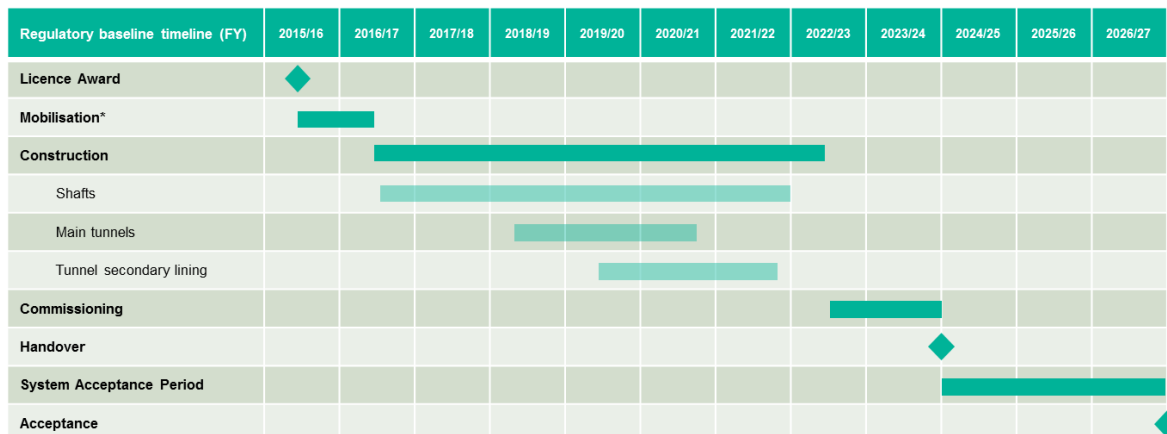 Regulatory baseline timeline (FY) 2015/16 2016/17 2017/18 2018/19 2019/20 2020/21 2021/22 2022/23 2023/24 2024/25 2025/26 2026/27
Licence Award
Mobilisation*
Construction
Shafts
Main tunnels
Tunnel secondary lining
Commissioning
Handover
System Acceptance Period
Acceptance